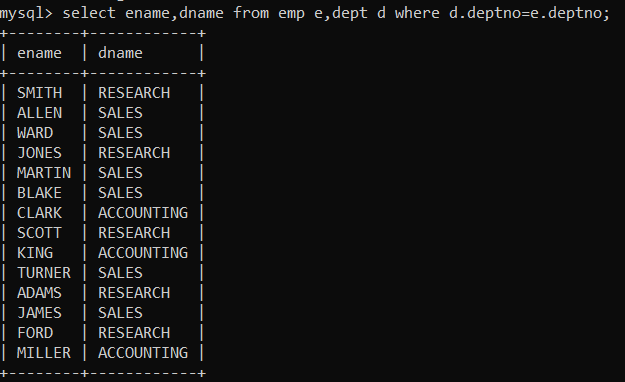 mysql> select ename,dname from emp e,dept d where d.deptno=e.deptno;
+--------+------------+
| ename  | dname      |
+--------+------------+
| SMITH  | RESEARCH   |
| ALLEN  | SALES      |
| WARD   | SALES      |
| JONES  | RESEARCH   |
| MARTIN | SALES      |
| BLAKE  | SALES      |
| CLARK  | ACCOUNTING |
| SCOTT  | RESEARCH   |
| KING   | ACCOUNTING |
| TURNER | SALES      |
| ADAMS  | RESEARCH   |
| JAMES  | SALES      |
| FORD   | RESEARCH   |
| MILLER | ACCOUNTING |
+--------+------------+